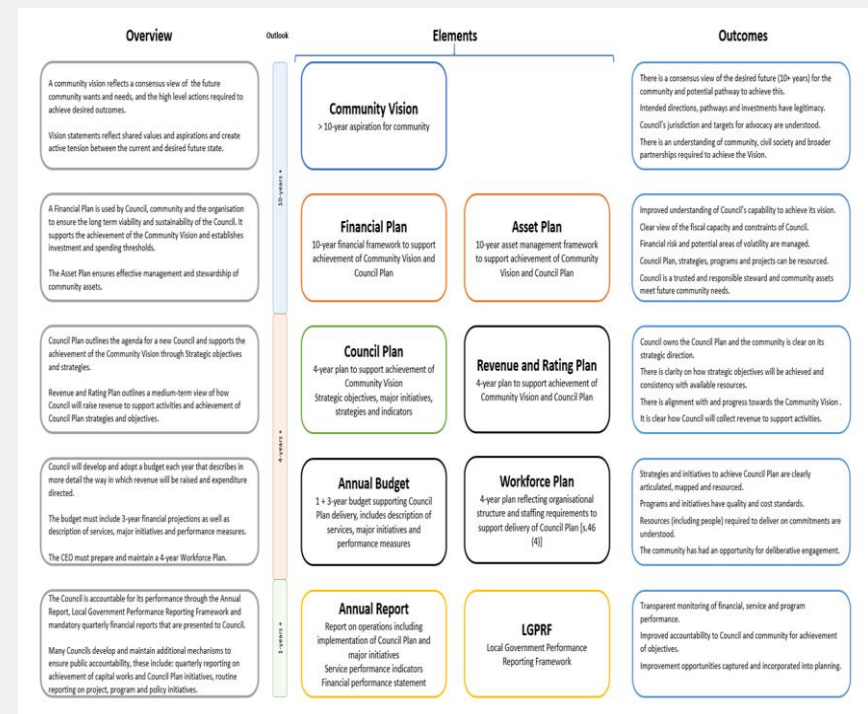 Overview
Outlook
Elements
Outcomes
A community vision reflects a consensus view of the future
community wants and needs, and the high level actions required to
achieve desired outcomes.
Vision statements reflect shared values and aspirations and create
active tension between the current and desired future state.
10-years +
Community Vision
> 10-year aspiration for community
There is a consensus view of the desired future (10+ years) for the
community and potential pathway to achieve this.
Intended directions, pathways and investments have legitimacy.
Council's jurisdiction and targets for advocacy are understood.
There is an understanding of community, civil society and broader
partnerships required to achieve the Vision.
A Financial Plan is used by Council, community and the organisation
to ensure the long term viability and sustainability of the Council. It
supports the achievement of the Community Vision and establishes
investment and spending thresholds.
The Asset Plan ensures effective management and stewardship of
community assets.
Financial Plan
10-year financial framework to support
achievement of Community Vision and
Council Plan
Asset Plan
10-year asset management framework
to support achievement of Community
Vision and Council Plan
Improved understanding of Council's capability to achieve its vision.
Clear view of the fiscal capacity and constraints of Council.
Financial risk and potential areas of volatility are managed.
Council Plan, strategies, programs and projects can be resourced.
Council is a trusted and responsible steward and community assets
meet future community needs.
Council Plan outlines the agenda for a new Council and supports the
achievement of the Community Vision through Strategic objectives
and strategies.
Revenue and Rating Plan outlines a medium-term view of how
Council will raise revenue to support activities and achievement of
Council Plan strategies and objectives.
4-years +
Council Plan
4-year plan to support achievement of
Community Vision
Strategic objectives, major initiatives,
strategies and indicators
Revenue and Rating Plan
4-year plan to support achievement of
Community Vision and Council Plan
Council owns the Council Plan and the community is clear on its
strategic direction.
There is clarity on how strategic objectives will be achieved and
consistency with available resources.
There is alignment with and progress towards the Community Vision .
It is clear how Council will collect revenue to support activities.
Council will develop and adopt a budget each year that describes in
more detail the way in which revenue will be raised and expenditure
directed.
The budget must include 3-year financial projections as well as
description of services, major initiatives and performance measures.
The CEO must prepare and maintain a 4-year Workforce Plan.
Annual Budget
1 + 3-year budget supporting Council
Plan delivery, includes description of
services, major initiatives and
performance measures
Workforce Plan
4-year plan reflecting organisational
structure and staffing requirements to
support delivery of Council Plan [s.46
(4)]
Strategies and initiatives to achieve Council Plan are clearly
articulated, mapped and resourced.
Programs and initiatives have quality and cost standards.
Resources (including people) required to deliver on commitments are
understood.
The community has had an opportunity for deliberative engagement.
The Council is accountable for its performance through the Annual
Report, Local Government Performance Reporting Framework and
mandatory quarterly financial reports that are presented to Council.
Many Councils develop and maintain additional mechanisms to
ensure public accountability, these include: quarterly reporting on
achievement of capital works and Council Plan initiatives, routine
reporting on project, program and policy initiatives.
1-years +
Annual Report
Report on operations including
implementation of Council Plan and
major initiatives
Service performance indicators
Financial performance statement
LGPRF
Local Government Performance
Reporting Framework
Transparent monitoring of financial, service and program
performance.
Improved accountability to Council and community for achievement
of objectives.
Improvement opportunities captured and incorporated into planning.